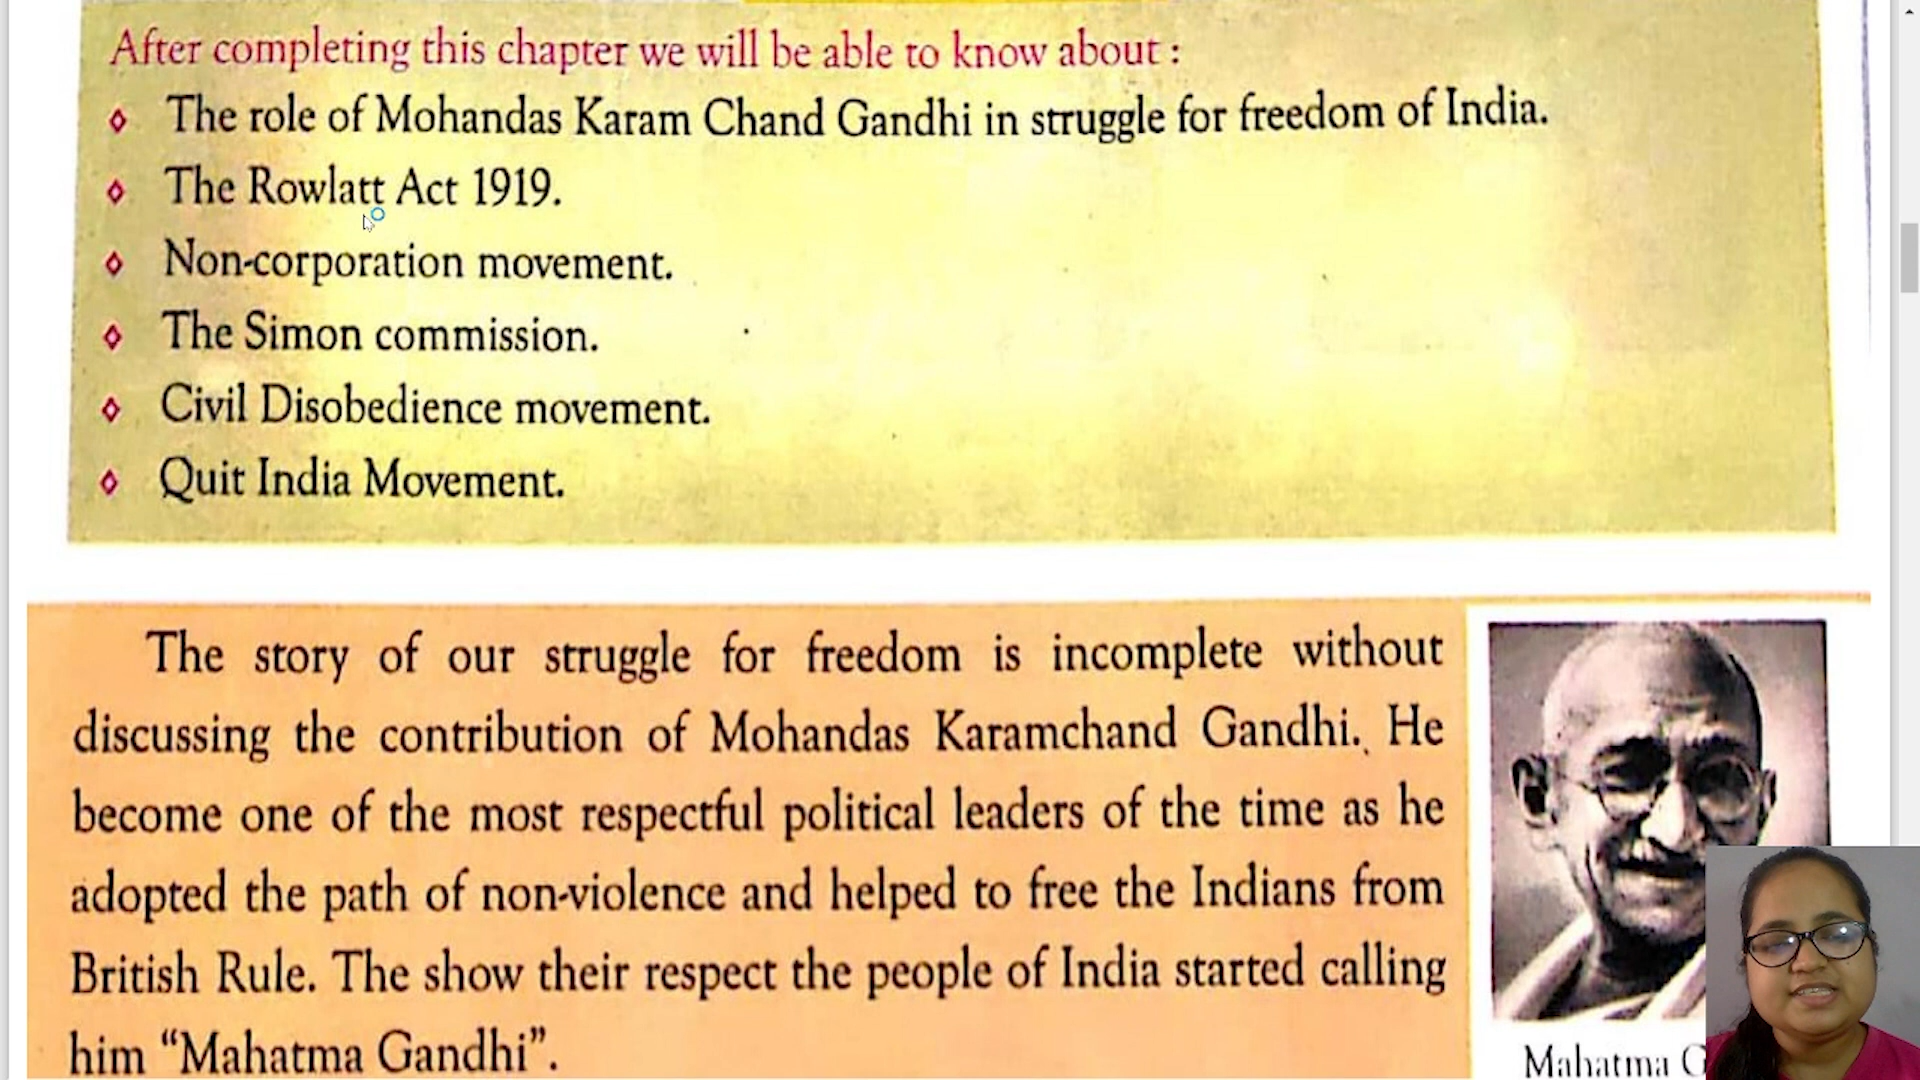 After completing this chapter we will be able to know about :
The role of Mohandas Karam Chand Gandhi in struggle for freedom of India.
The Rowlatt Act 1919.
Non-corporation movement.
The Simon commission.
Civil Disobedience movement.
Quit India Movement.
The story of our struggle for freedom is incomplete without
discussing the contribution of Mohandas Karamchand Gandhi. He
become one of the most respectful political leaders of the time as he
adopted the path of non-violence and helped to free the Indians from
British Rule. The show their respect the people of India started calling
him “Mahatma Gandhi”.
Mahatma G